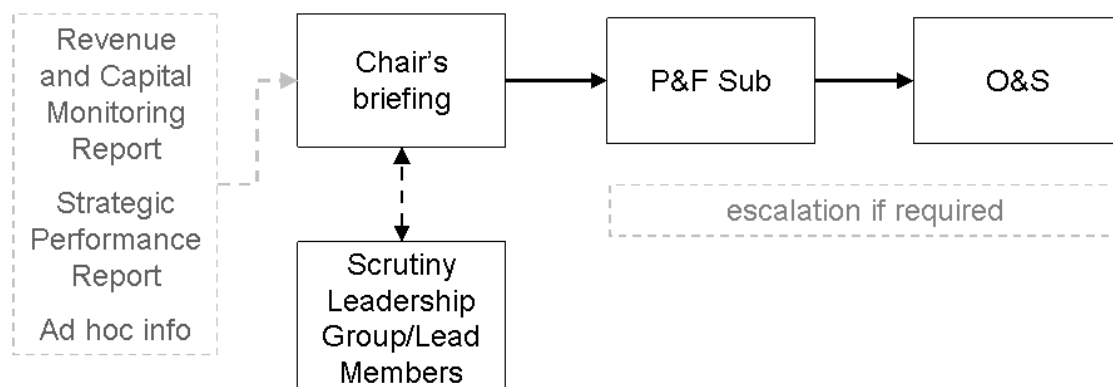 Revenue
and Capital
Monitoring
Report
Strategic
Performance
Report
Ad hoc info
Chair's
briefing
P&F Sub
O&S
escalation if required
Scrutiny
Leadership
Group/Lead
Members